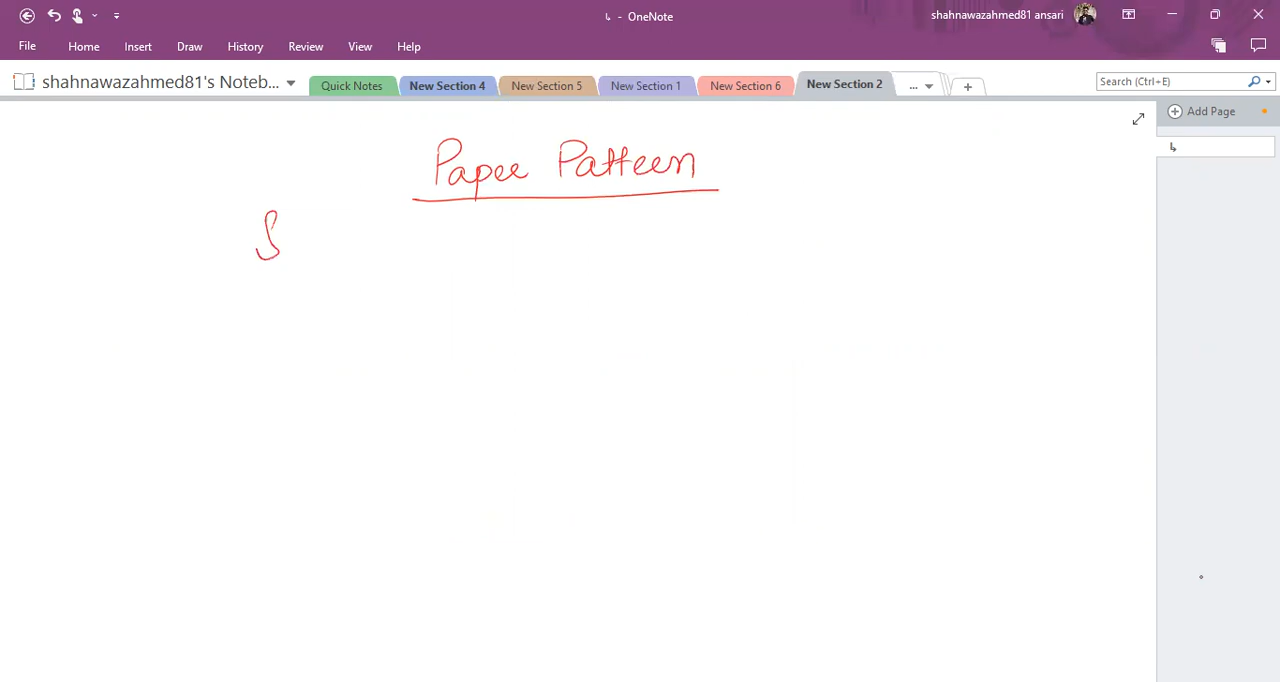 ↳ - OneNote
shahnawazahmed81 ansari
File Home Insert Draw History Review View Help
shahnawazahmed81's Noteb...
Quick Notes
New Section 4
New Section 5
New Section 1
New Section 6
New Section 2
...
Search (Ctrl+E)
Add Page
↳
Paper Pattern
S